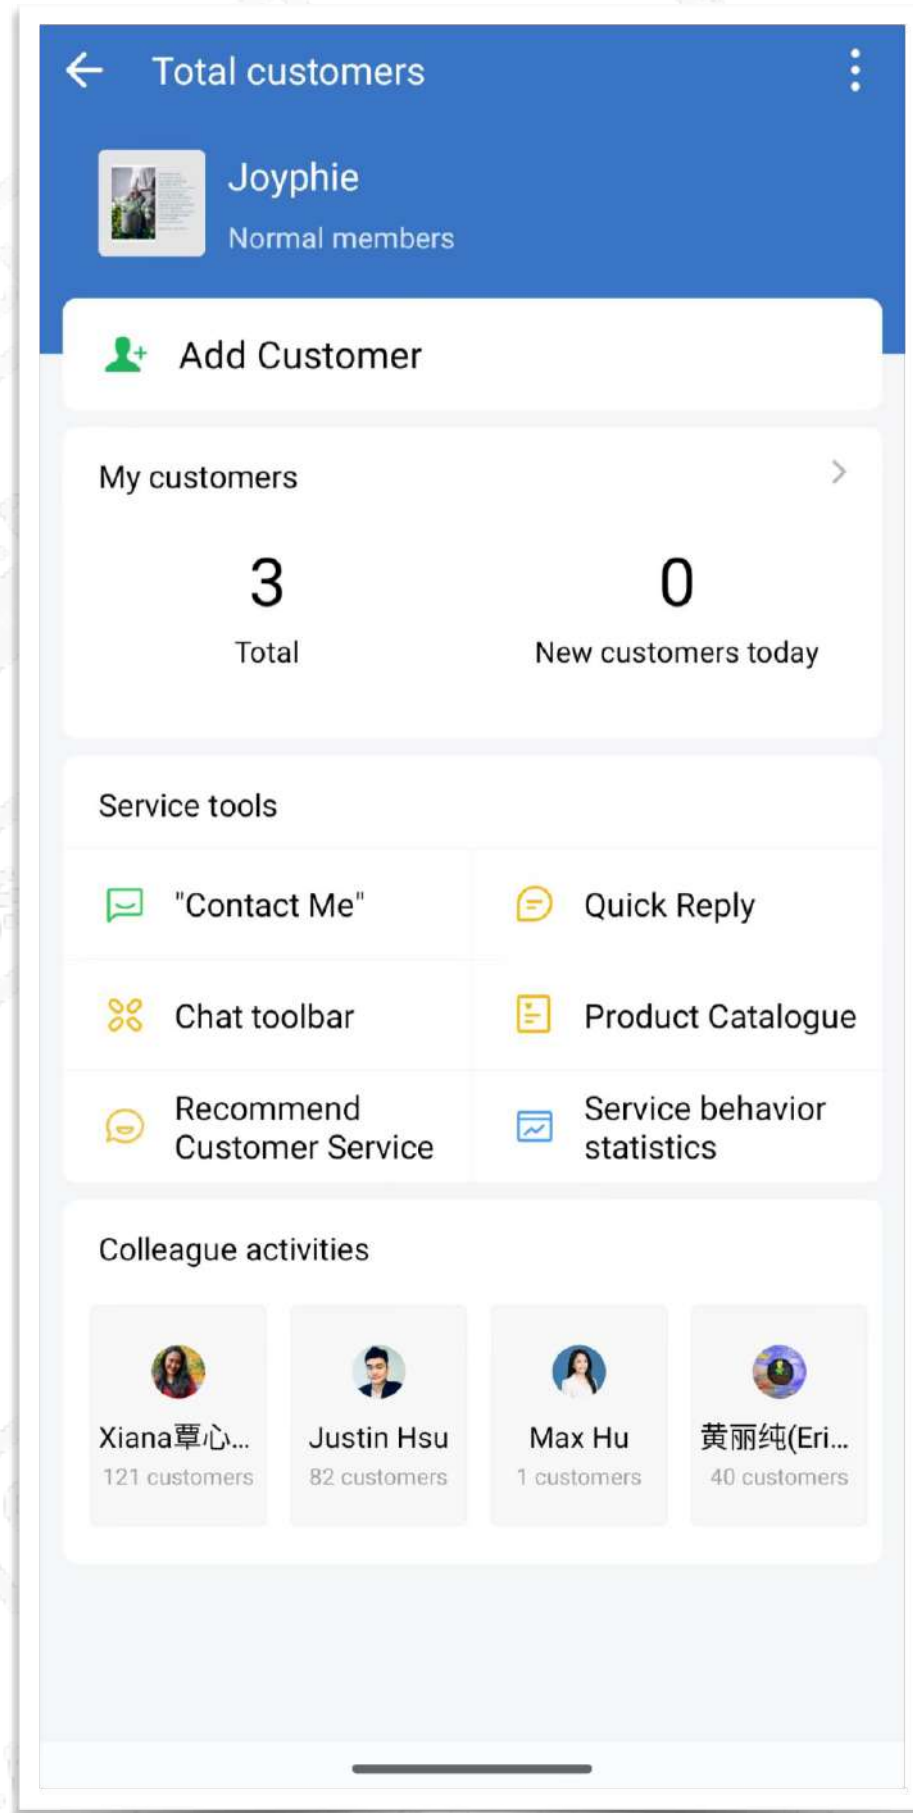 Total customers
Joyphie
Normal members
Add Customer
My customers
3
0
Total
New customers today
Service tools
"Contact Me"
Quick Reply
Chat toolbar
Product Catalogue
Recommend
Customer Service
Service behavior
statistics
Colleague activities
Xiana覃心...
Justin Hsu
Max Hu
黄丽纯(Eri...
121 customers
82 customers
1 customers
40 customers